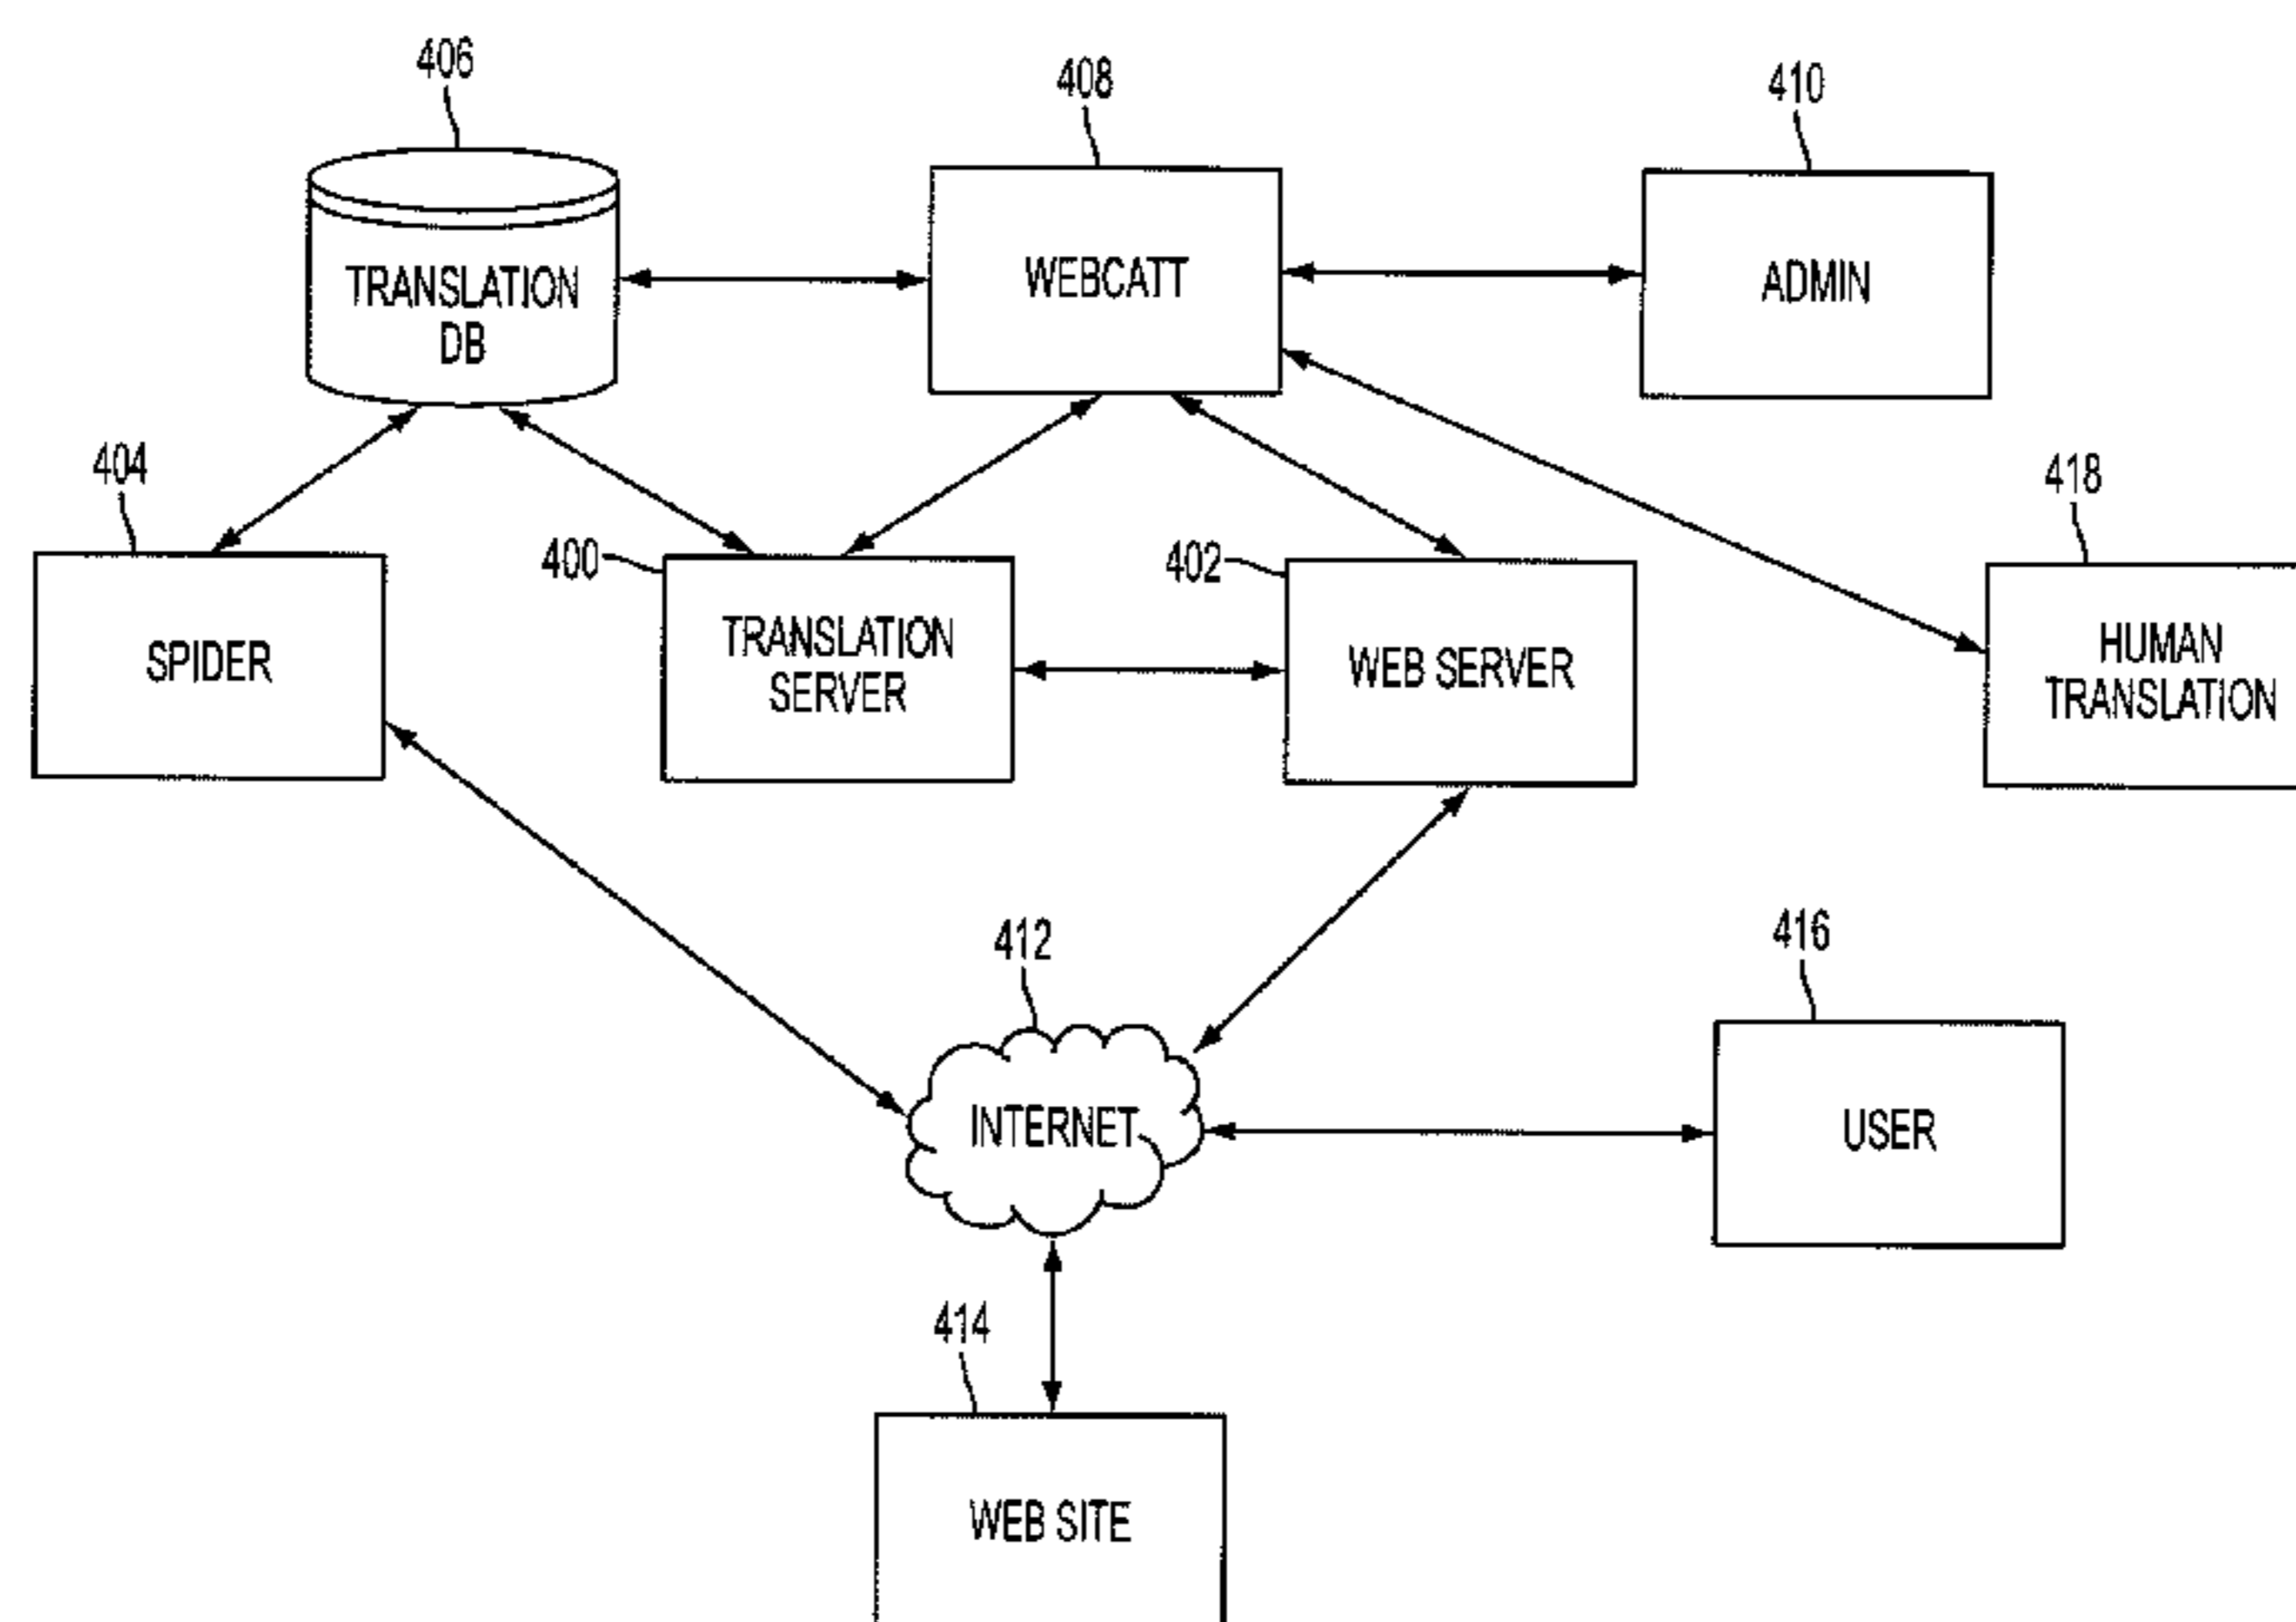 406
408
410
TRANSLATION
DB
WEBCATT
ADMIN
404
400
402
418
SPIDER
TRANSLATION
SERVER
WEB SERVER
HUMAN
TRANSLATION
412
416
INTERNET
USER
414
WEB SITE